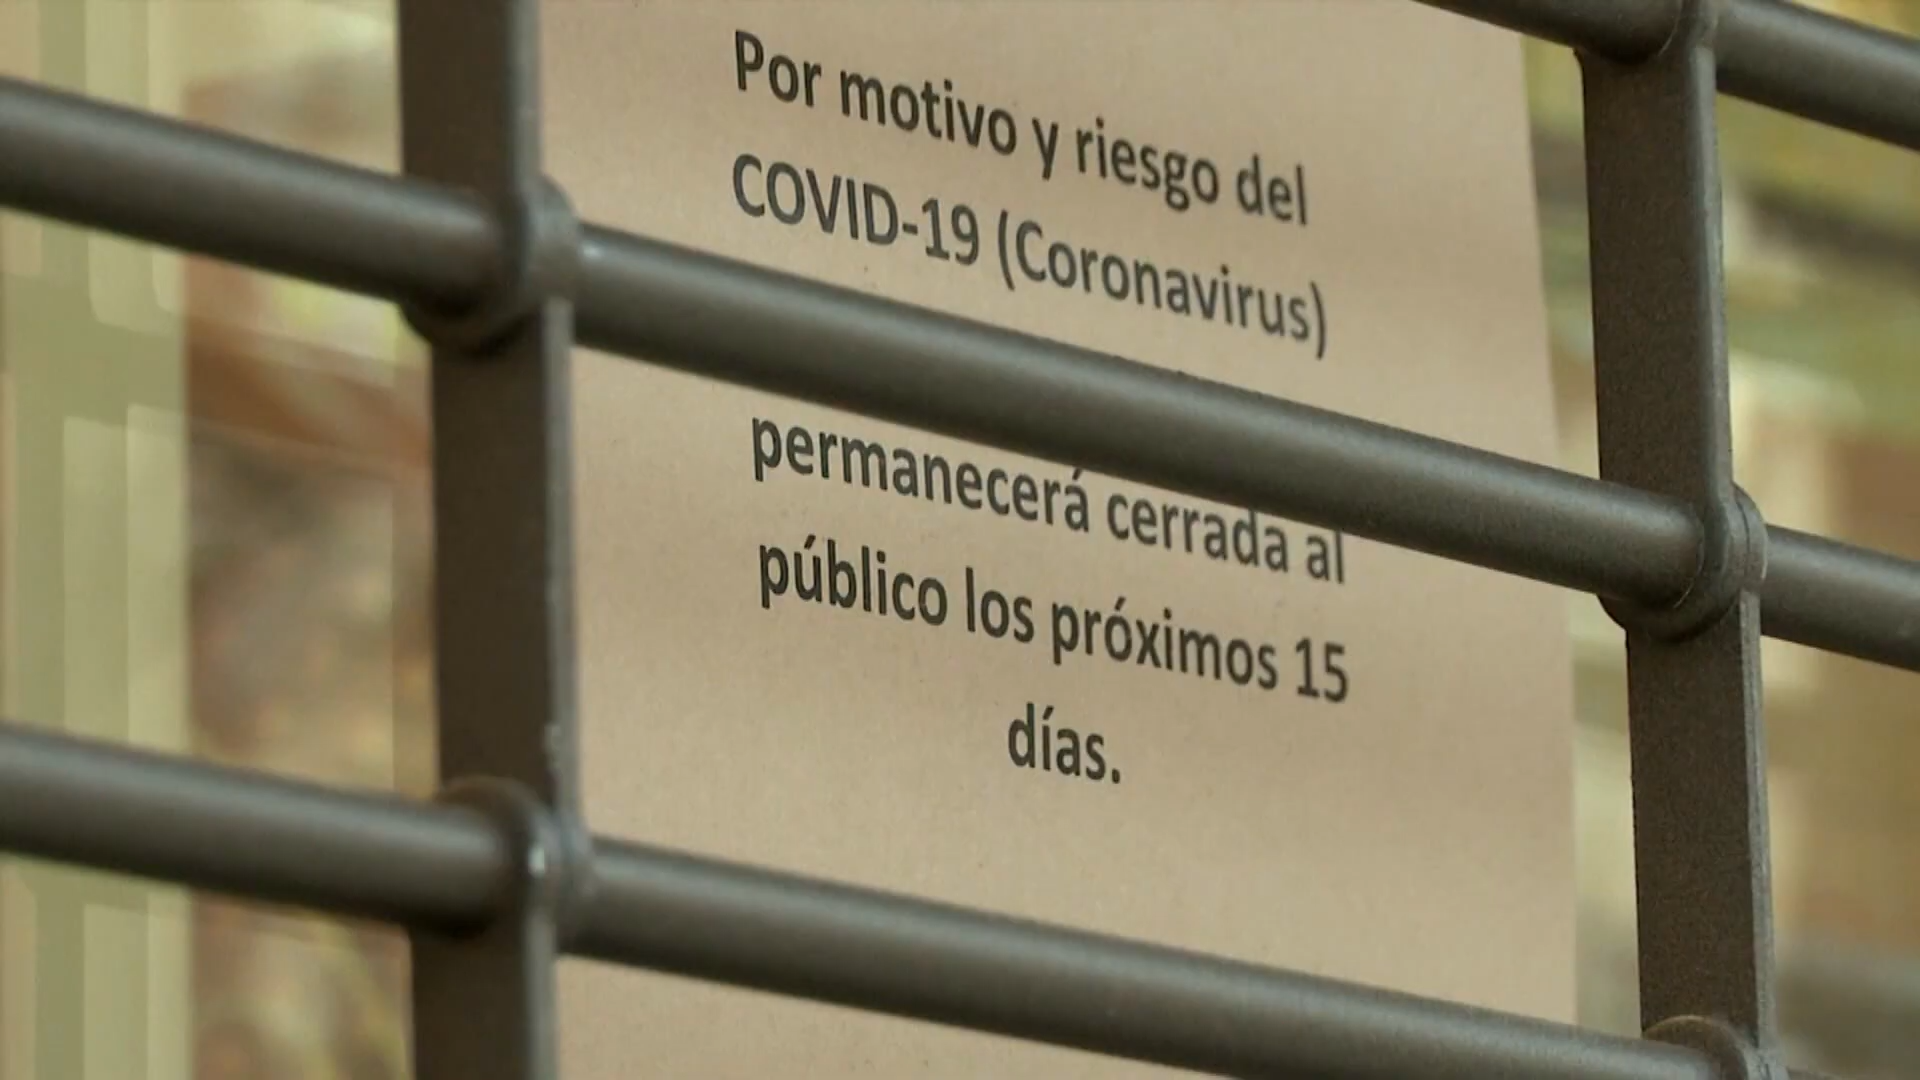 Por motivo y riesgo del
COVID-19 (Coronavirus)
permanecerá cerrada al
público los próximos 15
días.